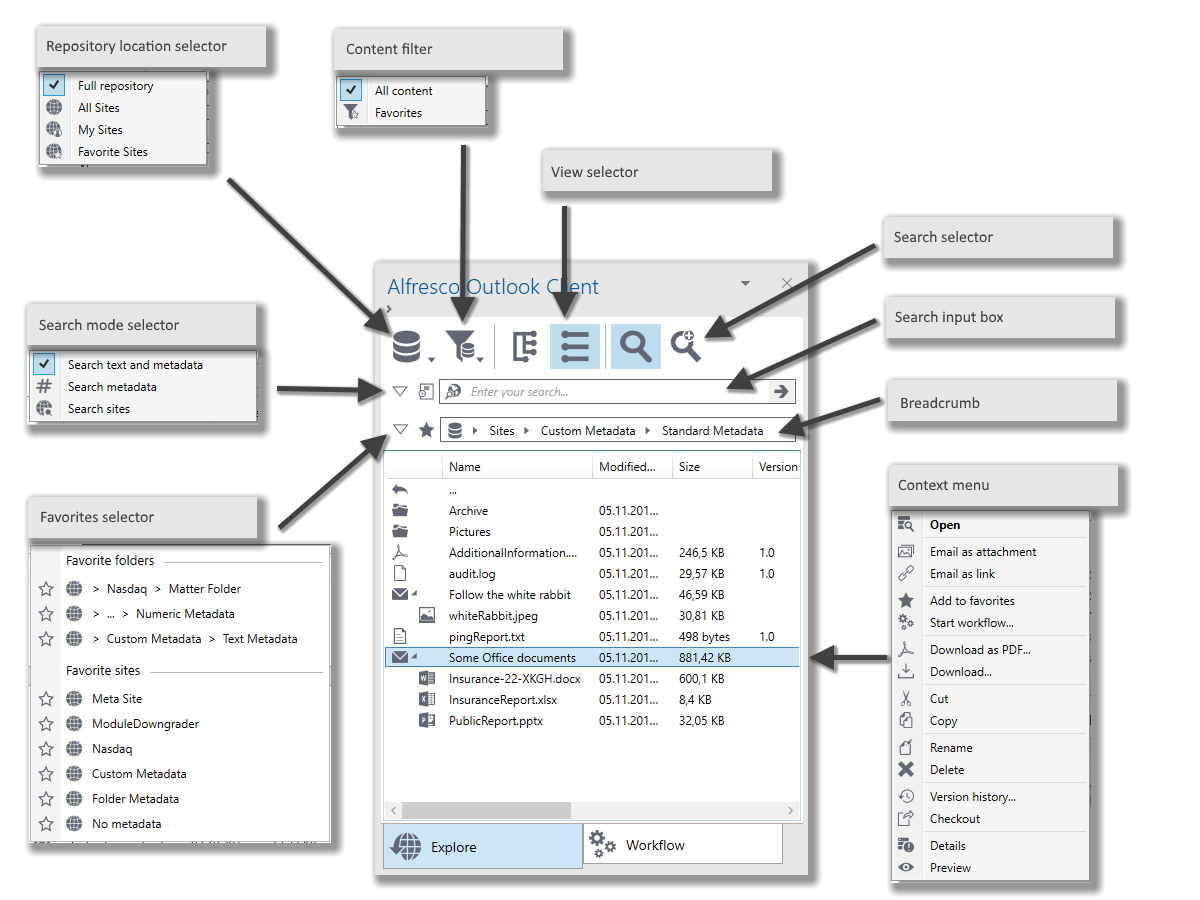 Repository location selector
Full repository
All Sites
My Sites
Favorite Sites
Content filter
All content
Favorites
View selector
Search selector
Search mode selector
Search text and metadata
Search metadata
Search sites
Search input box
Breadcrumb
Favorites selector
Favorite folders
> Nasdaq > Matter Folder
> ... > Numeric Metadata
> Custom Metadata > Text Metadata
Favorite sites
Meta Site
ModuleDowngrader
Nasdaq
Custom Metadata
Folder Metadata
No metadata
Alfresco Outlook Client
Enter your search...
Sites Custom Metadata Standard Metadata
Name Modified... Size Version
...
Archive 05.11.201...
Pictures 05.11.201...
AdditionalInformation.... 05.11.201... 246,5 KB 1.0
audit.log 05.11.201... 29,57 KB 1.0
Follow the white rabbit 05.11.201... 46,59 KB
whiteRabbit.jpeg 05.11.201... 30,81 KB
pingReport.txt 05.11.201... 498 bytes 1.0
Some Office documents 05.11.201... 881,42 KB
Insurance-22-XKGH.docx 05.11.201... 600,1 KB
InsuranceReport.xlsx 05.11.201... 8,4 KB
PublicReport.pptx 05.11.201... 32,05 KB
Explore
Workflow
Context menu
Open
Email as attachment
Email as link
Add to favorites
Start workflow...
Download as PDF...
Download...
Cut
Copy
Rename
Delete
Version history...
Checkout
Details
Preview